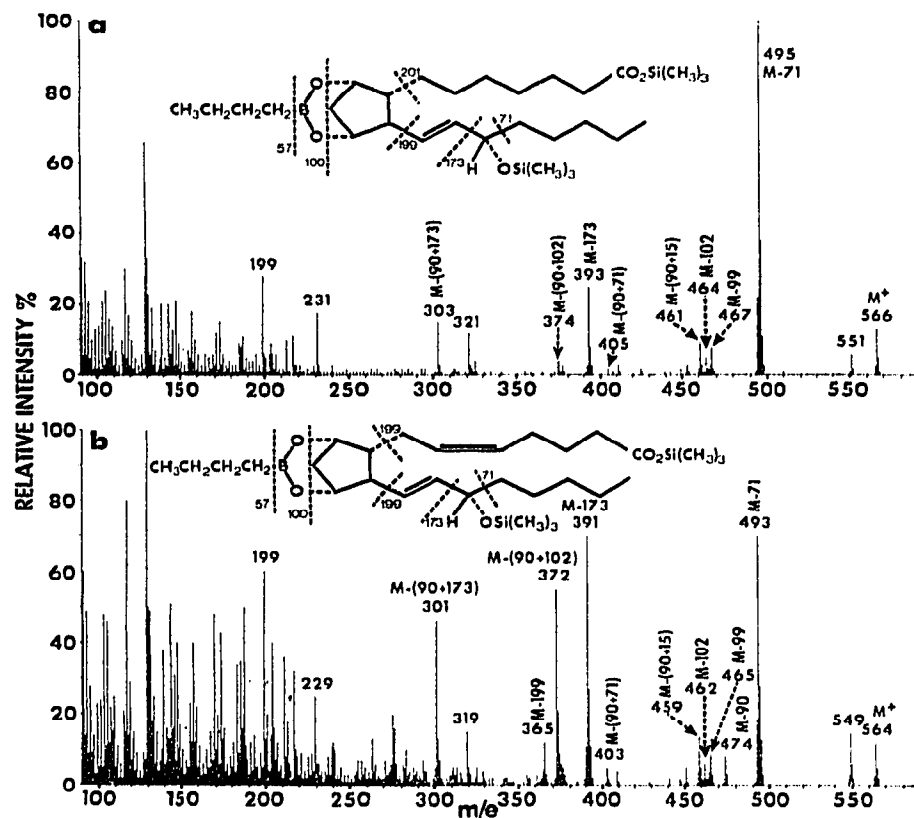 RELATIVE INTENSITY %
a
100
80
60
40
20
0
CH₃CH₂CH₂CH₂
B
O
O
57
100
201
CO₂Si(CH₃)₃
199
173
H
71
OSi(CH₃)₃
199
231
M-(90+173)
303
321
M-(90+102)
374
M-173
393
M-(90+71)
405
M-(90+15)
461
M-102
464
M-99
467
495
M-71
551
M⁺
566
100 150 200 250 300 350 400 450 500 550
b
100
80
60
40
20
0
CH₃CH₂CH₂CH₂
B
O
O
57
100
199
CO₂Si(CH₃)₃
199
173
H
71
OSi(CH₃)₃
199
229
M-(90+173)
301
319
M-199
365
M-(90+102)
372
M-173
391
M-(90+71)
403
M-(90+15)
459
M-102
462
M-99
465
M-90
474
M-71
493
549
M⁺
564
100 150 200 250 300 350 400 450 500 550
m/e